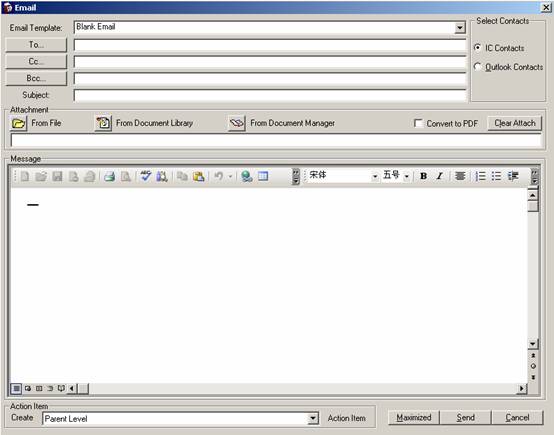 Email
Email Template: Blank Email
Select Contacts
To...
IC Contacts
Cc...
Outlook Contacts
Bcc...
Subject:
Attachment
From File From Document Library From Document Manager Convert to PDF Clear Attach
Message
宋体 五号 B I
Action Item
Create Parent Level Action Item Maximized Send Cancel